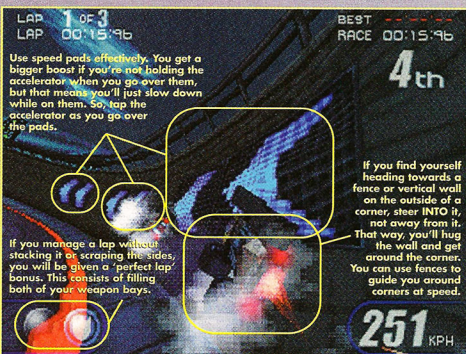 LAP 1 OF 3
LAP 00:15:96
BEST - -- --
RACE 00:15:96
4th
Use speed pads effectively. You get a
bigger boost if you're not holding the
accelerator when you go over them,
but that means you'll just slow down
while on them. So, tap the
accelerator as you go over
the pads.
If you find yourself
heading towards a
fence or vertical wall
on the outside of a
corner, steer INTO it,
not away from it.
That way, you'll hug
the wall and get
around the corner.
You can use fences to
guide you around
corners at speed.
If you manage a lap without
stacking it or scraping the sides,
you will be given a 'perfect lap'
bonus. This consists of filling
both of your weapon bays.
251 KPH